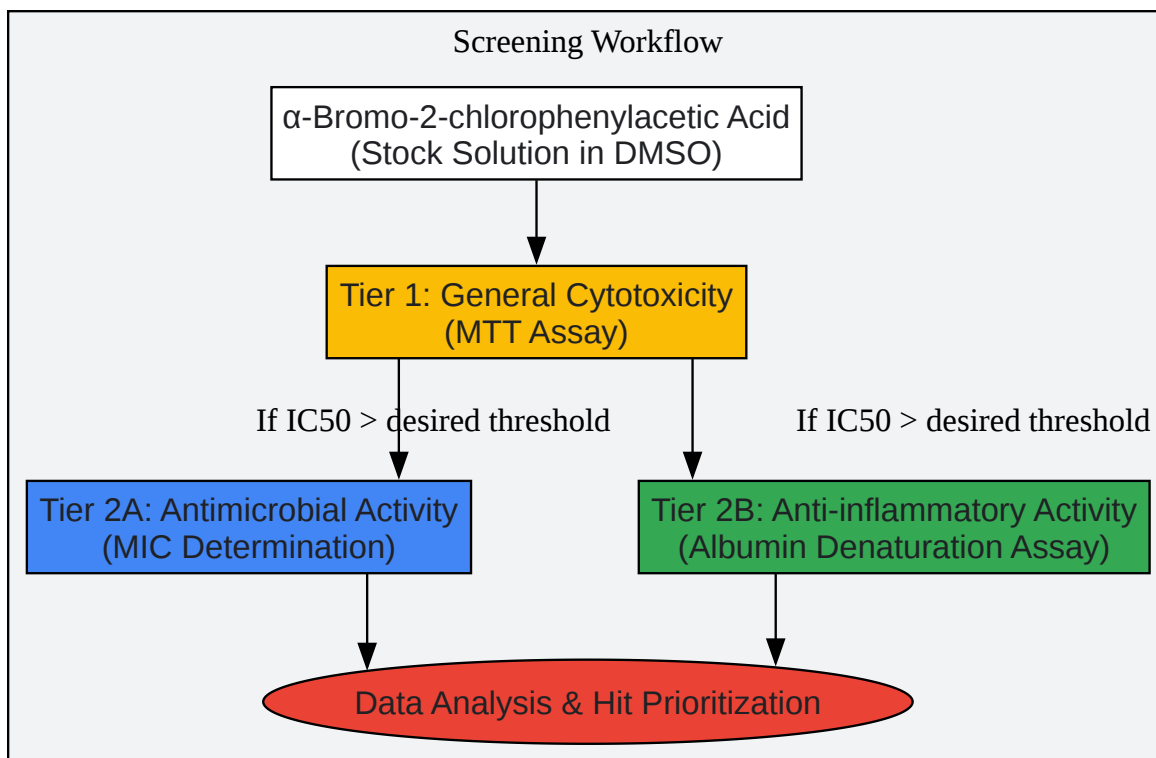 Screening Workflow
α-Bromo-2-chlorophenylacetic Acid
(Stock Solution in DMSO)
Tier 1: General Cytotoxicity
(MTT Assay)
If IC50 > desired threshold
If IC50 > desired threshold
Tier 2A: Antimicrobial Activity
(MIC Determination)
Tier 2B: Anti-inflammatory Activity
(Albumin Denaturation Assay)
Data Analysis & Hit Prioritization